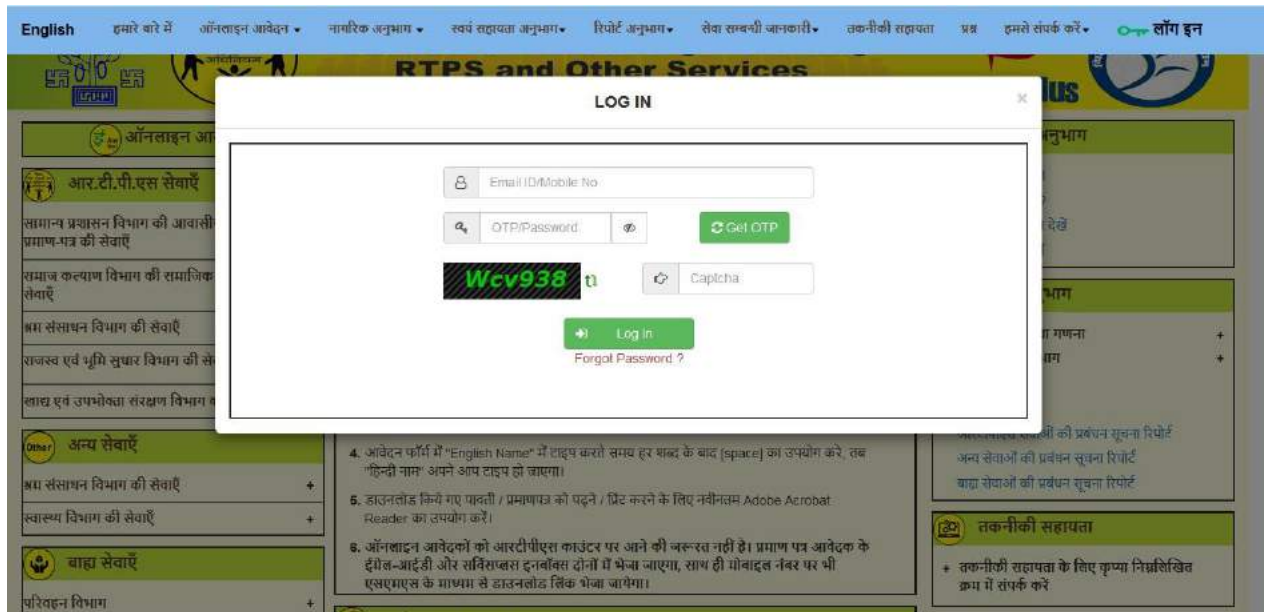 English
हमारे बारे में
ऑनलाइन आवेदन
नागरिक अनुभाग
स्वयं सहायता अनुभाग
रिपोर्ट अनुभाग
सेवा सम्बन्धी जानकारी
तकनीकी सहायता
प्रश्न
हमसे संपर्क करें
लॉग इन
RTPS and Other Services
LOG IN
×
Email ID/Mobile No
OTP/Password
Get OTP
Wcv938
Captcha
Log In
Forgot Password ?
ऑनलाइन
आर.टी.पी.एस सेवाएँ
सामान्य प्रशासन विभाग की
प्रमाण-पत्र की सेवाएँ
समाज कल्याण विभाग की समाजिक
सेवाएँ
श्रम संसाधन विभाग की सेवाएँ
राजस्व एवं भूमि सुधार विभाग की
खाद्य एवं उपभोक्ता संरक्षण विभाग
Other अन्य सेवाएँ
श्रम संसाधन विभाग की सेवाएँ +
स्वास्थ्य विभाग की सेवाएँ +
बाह्य सेवाएँ
परिवहन विभाग +
4. आवेदन फॉर्म में "English Name" में टाइप करते समय हर शब्द के बाद [space] का उपयोग करे, तब
"हिन्दी नाम" अपने आप टाइप हो जाएगा।
5. डाउनलोड किये गए पावती / प्रमाणपत्र को पढ़ने / प्रिंट करने के लिए नवीनतम Adobe Acrobat
Reader का उपयोग करें।
6. ऑनलाइन आवेदकों को आरटीपीएस काउंटर पर आने की जरूरत नहीं है। प्रमाण पत्र आवेदक के
ईमेल-आईडी और सर्विसप्लस इनबॉक्स दोनों में भेजा जाएगा, साथ ही मोबाइल नंबर पर भी
एसएमएस के माध्यम से डाउनलोड लिंक भेजा जायेगा।
अनुभाग
देखें
गणना +
+
सेवाओं की प्रबंधन सूचना रिपोर्ट
अन्य सेवाओं की प्रबंधन सूचना रिपोर्ट
बाह्य सेवाओं की प्रबंधन सूचना रिपोर्ट
तकनीकी सहायता
+ तकनीकी सहायता के लिए कृप्या निम्नलिखित
क्रम में संपर्क करें